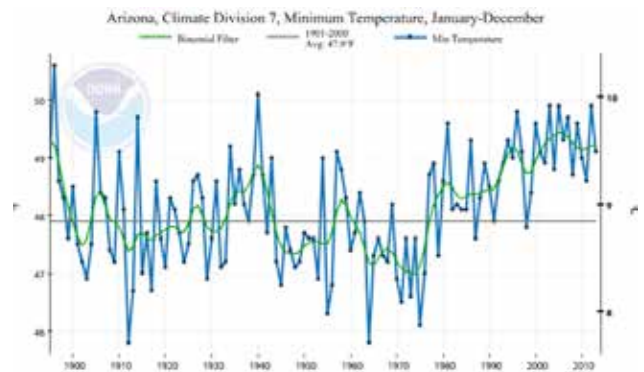 Arizona, Climate Division 7, Minimum Temperature, January-December
Binomial Filter
1901-2000
Avg: 47.9°F
Min Temperature
50
49
48
47
46
10
9
8
1900 1910 1920 1930 1940 1950 1960 1970 1980 1990 2000 2010